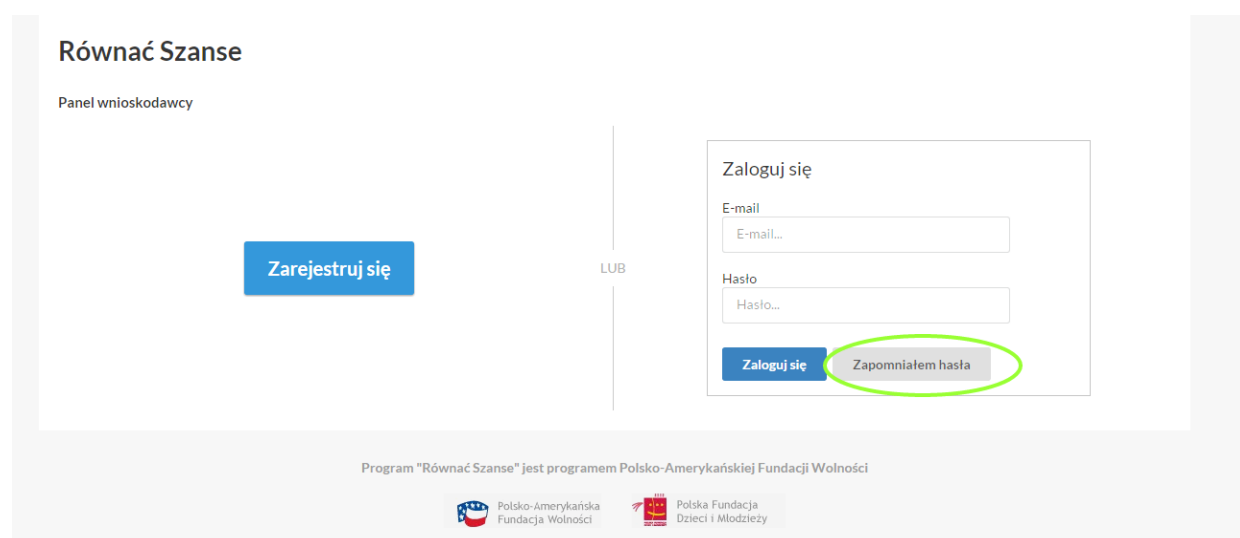 Równać Szanse
Panel wnioskodawcy
Zarejestruj się
LUB
Zaloguj się
E-mail
E-mail...
Hasło
Hasło...
Zaloguj się
Zapomniałem hasła
Program "Równać Szanse" jest programem Polsko-Amerykańskiej Fundacji Wolności
Polsko-Amerykańska
Fundacja Wolności
Polska Fundacja
Dzieci i Młodzieży